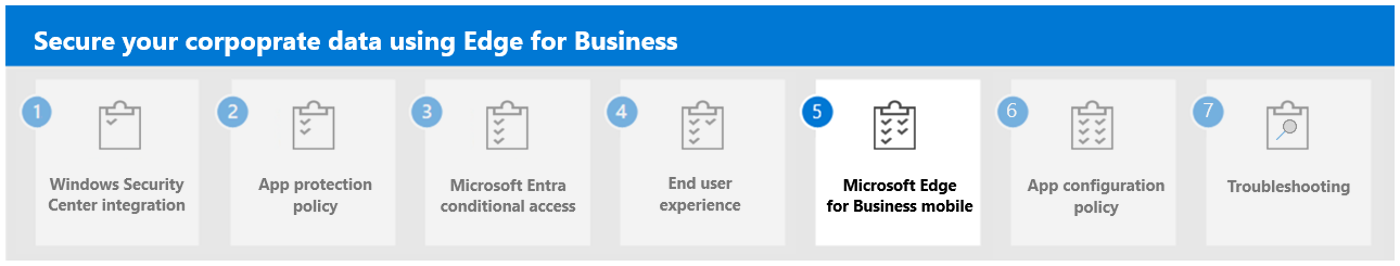 Secure your corpoprate data using Edge for Business
1
Windows Security
Center integration
2
App protection
policy
3
Microsoft Entra
conditional access
4
End user
experience
5
Microsoft Edge
for Business mobile
6
App configuration
policy
7
Troubleshooting